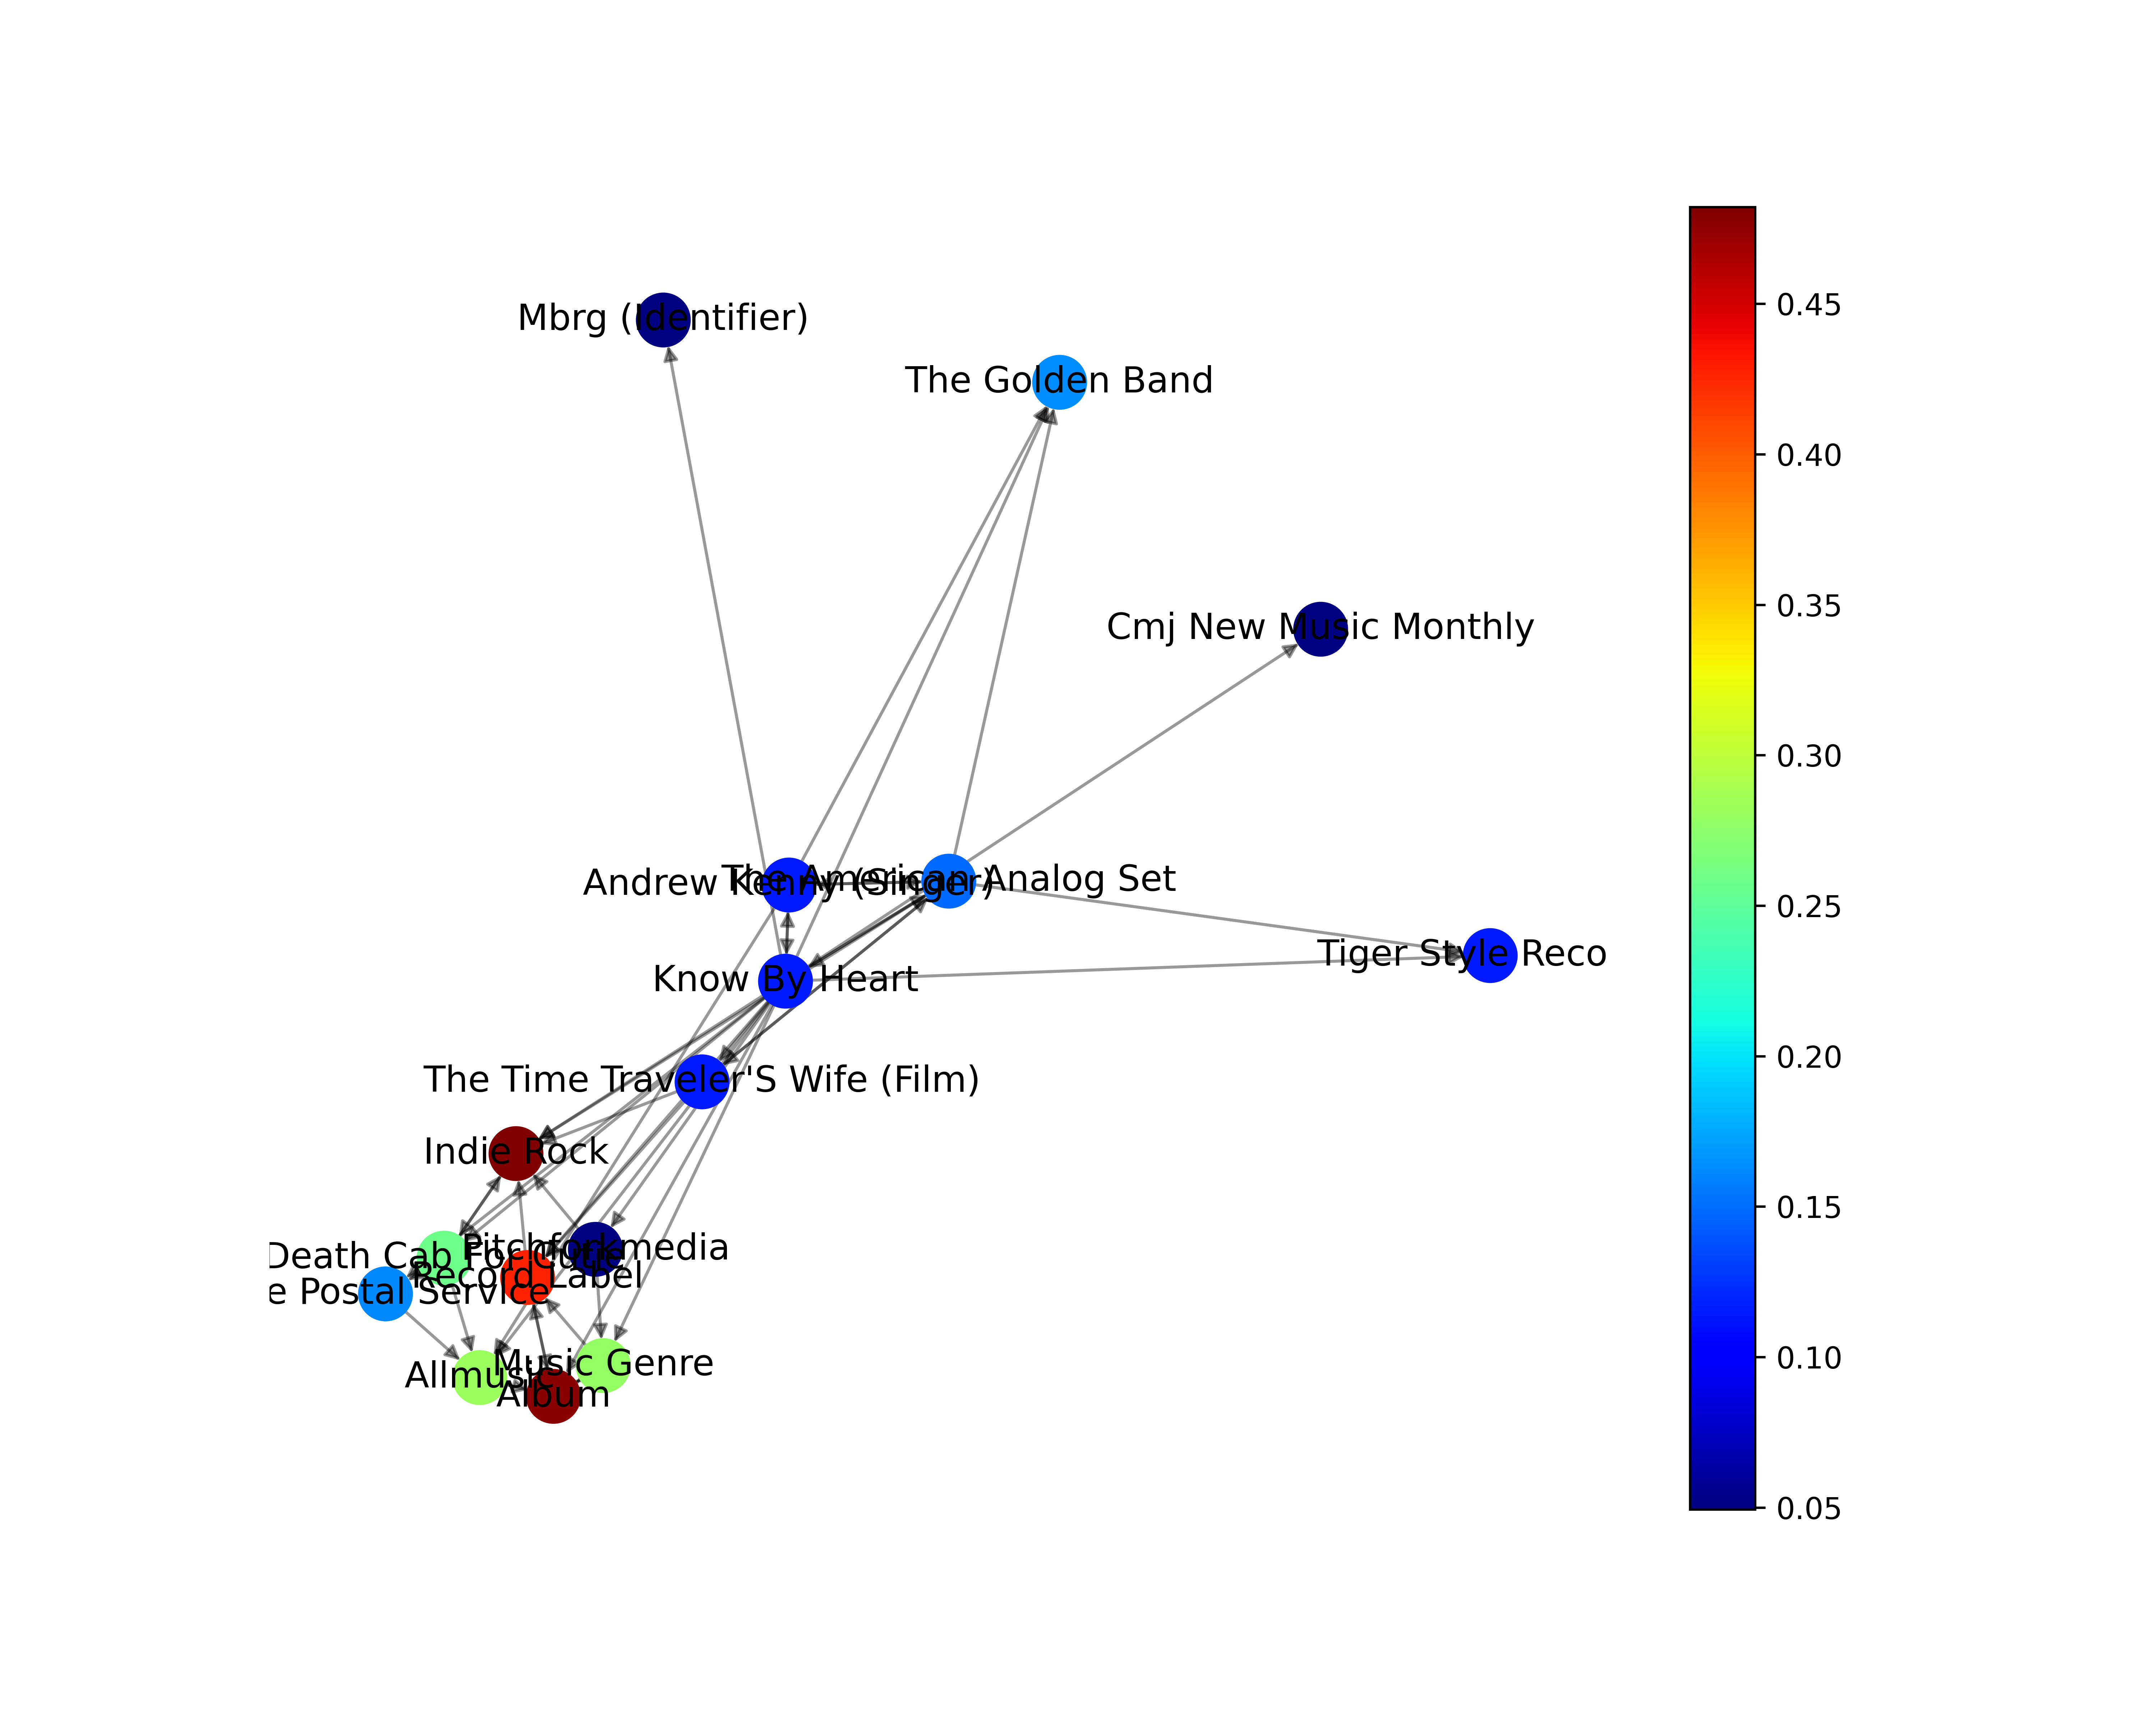 Mbrg (Identifier)
The Golden Band
Cmj New Music Monthly
Andrew Kenny (Singer)
The American Analog Set
Tiger Style Reco
Know By Heart
The Time Traveler'S Wife (Film)
Indie Rock
Pitchforkmedia
Death Cab For Cutie
Record Label
e Postal Service
Music Genre
Allmusic
Album
0.45
0.40
0.35
0.30
0.25
0.20
0.15
0.10
0.05